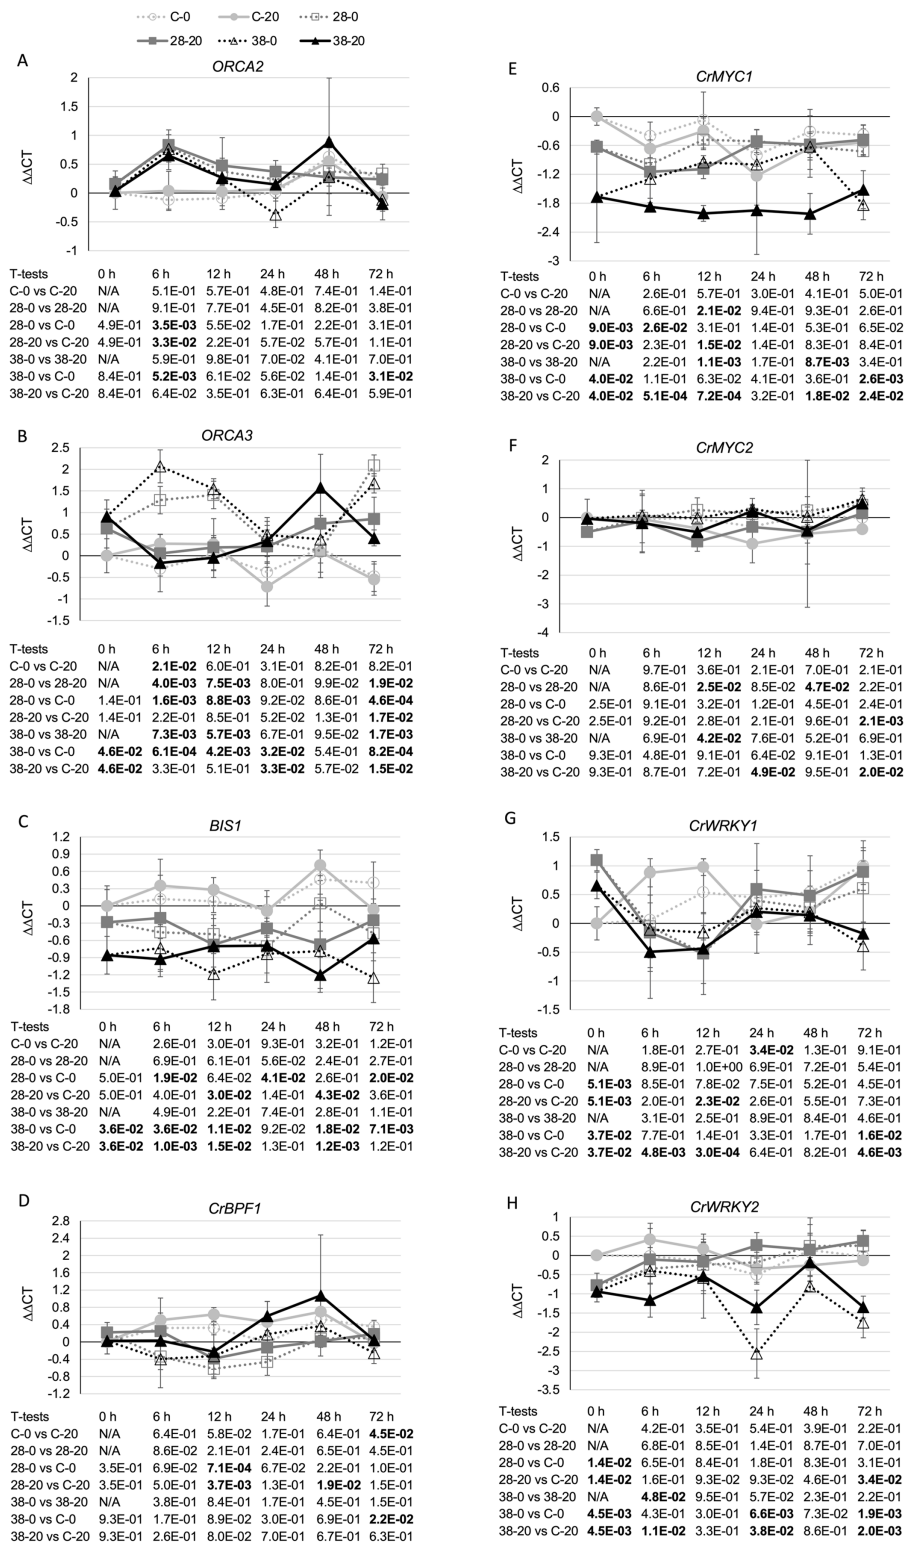 C-0 C-20 28-0
28-20 38-0 38-20
A
ORCA2
2
1.5
1
0.5
0
-0.5
-1
ΔΔCT
T-tests 0 h 6 h 12 h 24 h 48 h 72 h
C-0 vs C-20 N/A 5.1E-01 5.7E-01 4.8E-01 7.4E-01 1.4E-01
28-0 vs 28-20 N/A 9.1E-01 7.7E-01 4.5E-01 8.2E-01 3.8E-01
28-0 vs C-0 4.9E-01 3.5E-03 5.5E-02 1.7E-01 2.2E-01 3.1E-01
28-20 vs C-20 4.9E-01 3.3E-02 2.2E-01 5.7E-02 5.7E-01 1.1E-01
38-0 vs 38-20 N/A 5.9E-01 9.8E-01 7.0E-02 4.1E-01 7.0E-01
38-0 vs C-0 8.4E-01 5.2E-03 6.1E-02 5.6E-02 1.4E-01 3.1E-02
38-20 vs C-20 8.4E-01 6.4E-02 3.5E-01 6.3E-01 6.4E-01 5.9E-01
B
ORCA3
2.5
2
1.5
1
0.5
0
-0.5
-1
-1.5
ΔΔCT
T-tests 0 h 6 h 12 h 24 h 48 h 72 h
C-0 vs C-20 N/A 2.1E-02 6.0E-01 3.1E-01 8.2E-01 8.2E-01
28-0 vs 28-20 N/A 4.0E-03 7.5E-03 8.0E-01 9.9E-02 1.9E-02
28-0 vs C-0 1.4E-01 1.6E-03 8.8E-03 9.2E-02 8.6E-01 4.6E-04
28-20 vs C-20 1.4E-01 2.2E-01 8.5E-01 5.2E-02 1.3E-01 1.7E-02
38-0 vs 38-20 N/A 7.3E-03 5.7E-03 6.7E-01 9.5E-02 1.7E-03
38-0 vs C-0 4.6E-02 6.1E-04 4.2E-03 3.2E-02 5.4E-01 8.2E-04
38-20 vs C-20 4.6E-02 3.3E-01 5.1E-01 3.3E-02 5.7E-02 1.5E-02
C
BIS1
1.2
0.9
0.6
0.3
0
-0.3
-0.6
-0.9
-1.2
-1.5
-1.8
ΔΔCT
T-tests 0 h 6 h 12 h 24 h 48 h 72 h
C-0 vs C-20 N/A 2.6E-01 3.0E-01 9.3E-01 3.2E-01 1.2E-01
28-0 vs 28-20 N/A 6.9E-01 6.1E-01 5.6E-02 2.4E-01 2.7E-01
28-0 vs C-0 5.0E-01 1.9E-02 6.4E-02 4.1E-02 2.6E-01 2.0E-02
28-20 vs C-20 5.0E-01 4.0E-01 3.0E-02 1.4E-01 4.3E-02 3.6E-01
38-0 vs 38-20 N/A 4.9E-01 2.2E-01 7.4E-01 2.8E-01 1.1E-01
38-0 vs C-0 3.6E-02 3.6E-02 1.1E-02 9.2E-02 1.8E-02 7.1E-03
38-20 vs C-20 3.6E-02 1.0E-03 1.5E-02 1.3E-01 1.2E-03 1.2E-01
D
CrBPF1
2.8
2.4
2
1.6
1.2
0.8
0.4
0
-0.4
-0.8
-1.2
ΔΔCT
T-tests 0 h 6 h 12 h 24 h 48 h 72 h
C-0 vs C-20 N/A 6.4E-01 5.8E-02 1.7E-01 6.4E-01 4.5E-02
28-0 vs 28-20 N/A 8.6E-02 2.1E-01 2.4E-01 6.5E-01 4.5E-01
28-0 vs C-0 3.5E-01 6.9E-02 7.1E-04 6.7E-02 2.2E-01 1.0E-01
28-20 vs C-20 3.5E-01 5.0E-01 3.7E-03 1.3E-01 1.9E-02 1.5E-01
38-0 vs 38-20 N/A 3.8E-01 8.4E-01 1.7E-01 4.5E-01 1.5E-01
38-0 vs C-0 9.3E-01 1.7E-01 8.9E-02 3.0E-01 6.9E-01 2.2E-02
38-20 vs C-20 9.3E-01 2.6E-01 8.0E-02 7.0E-01 6.7E-01 6.3E-01
E
CrMYC1
0.6
0
-0.6
-1.2
-1.8
-2.4
-3
ΔΔCT
T-tests 0 h 6 h 12 h 24 h 48 h 72 h
C-0 vs C-20 N/A 2.6E-01 5.7E-01 3.0E-01 4.1E-01 5.0E-01
28-0 vs 28-20 N/A 6.6E-01 2.1E-02 9.4E-01 9.3E-01 2.6E-01
28-0 vs C-0 9.0E-03 2.6E-02 3.1E-01 1.4E-01 5.3E-01 6.5E-02
28-20 vs C-20 9.0E-03 2.3E-01 1.5E-02 1.4E-01 8.3E-01 8.4E-01
38-0 vs 38-20 N/A 2.2E-01 1.1E-03 1.7E-01 8.7E-03 3.4E-01
38-0 vs C-0 4.0E-02 1.1E-01 6.3E-02 4.1E-01 3.6E-01 2.6E-03
38-20 vs C-20 4.0E-02 5.1E-04 7.2E-04 3.2E-01 1.8E-02 2.4E-02
F
CrMYC2
2
1
0
-1
-2
-3
-4
ΔΔCT
T-tests 0 h 6 h 12 h 24 h 48 h 72 h
C-0 vs C-20 N/A 9.7E-01 3.6E-01 2.1E-01 7.0E-01 2.1E-01
28-0 vs 28-20 N/A 8.6E-01 2.5E-02 8.5E-02 4.7E-02 2.2E-01
28-0 vs C-0 2.5E-01 9.1E-01 3.2E-01 1.2E-01 4.5E-01 2.4E-01
28-20 vs C-20 2.5E-01 9.2E-01 2.8E-01 2.1E-01 9.6E-01 2.1E-03
38-0 vs 38-20 N/A 6.9E-01 4.2E-02 7.6E-01 5.2E-01 6.9E-01
38-0 vs C-0 9.3E-01 4.8E-01 9.1E-01 6.4E-02 9.1E-01 1.3E-01
38-20 vs C-20 9.3E-01 8.7E-01 7.2E-01 4.9E-02 9.5E-01 2.0E-02
G
CrWRKY1
1.5
1
0.5
0
-0.5
-1
-1.5
ΔΔCT
T-tests 0 h 6 h 12 h 24 h 48 h 72 h
C-0 vs C-20 N/A 1.8E-01 2.7E-01 3.4E-02 1.3E-01 9.1E-01
28-0 vs 28-20 N/A 8.9E-01 1.0E+00 6.9E-01 7.2E-01 5.4E-01
28-0 vs C-0 5.1E-03 8.5E-01 7.8E-02 7.5E-01 5.2E-01 4.5E-01
28-20 vs C-20 5.1E-03 2.0E-01 2.3E-02 2.6E-01 5.5E-01 7.3E-01
38-0 vs 38-20 N/A 3.1E-01 2.5E-01 8.9E-01 8.4E-01 4.6E-01
38-0 vs C-0 3.7E-02 7.7E-01 1.4E-01 3.3E-01 1.7E-01 1.6E-02
38-20 vs C-20 3.7E-02 4.8E-03 3.0E-04 6.4E-01 8.2E-01 4.6E-03
H
CrWRKY2
1
0.5
0
-0.5
-1
-1.5
-2
-2.5
-3
-3.5
ΔΔCT
T-tests 0 h 6 h 12 h 24 h 48 h 72 h
C-0 vs C-20 N/A 4.2E-01 3.5E-01 5.4E-01 3.9E-01 2.2E-01
28-0 vs 28-20 N/A 6.8E-01 8.5E-01 1.4E-01 8.7E-01 7.0E-01
28-0 vs C-0 1.4E-02 6.5E-01 8.4E-01 1.8E-01 8.3E-01 3.1E-01
28-20 vs C-20 1.4E-02 1.6E-01 9.3E-02 9.3E-02 4.6E-01 3.4E-02
38-0 vs 38-20 N/A 4.8E-02 9.5E-01 5.7E-02 2.3E-01 2.2E-01
38-0 vs C-0 4.5E-03 4.3E-01 3.0E-01 6.6E-03 7.3E-02 1.9E-03
38-20 vs C-20 4.5E-03 1.1E-02 3.3E-01 3.8E-02 8.6E-01 2.0E-03